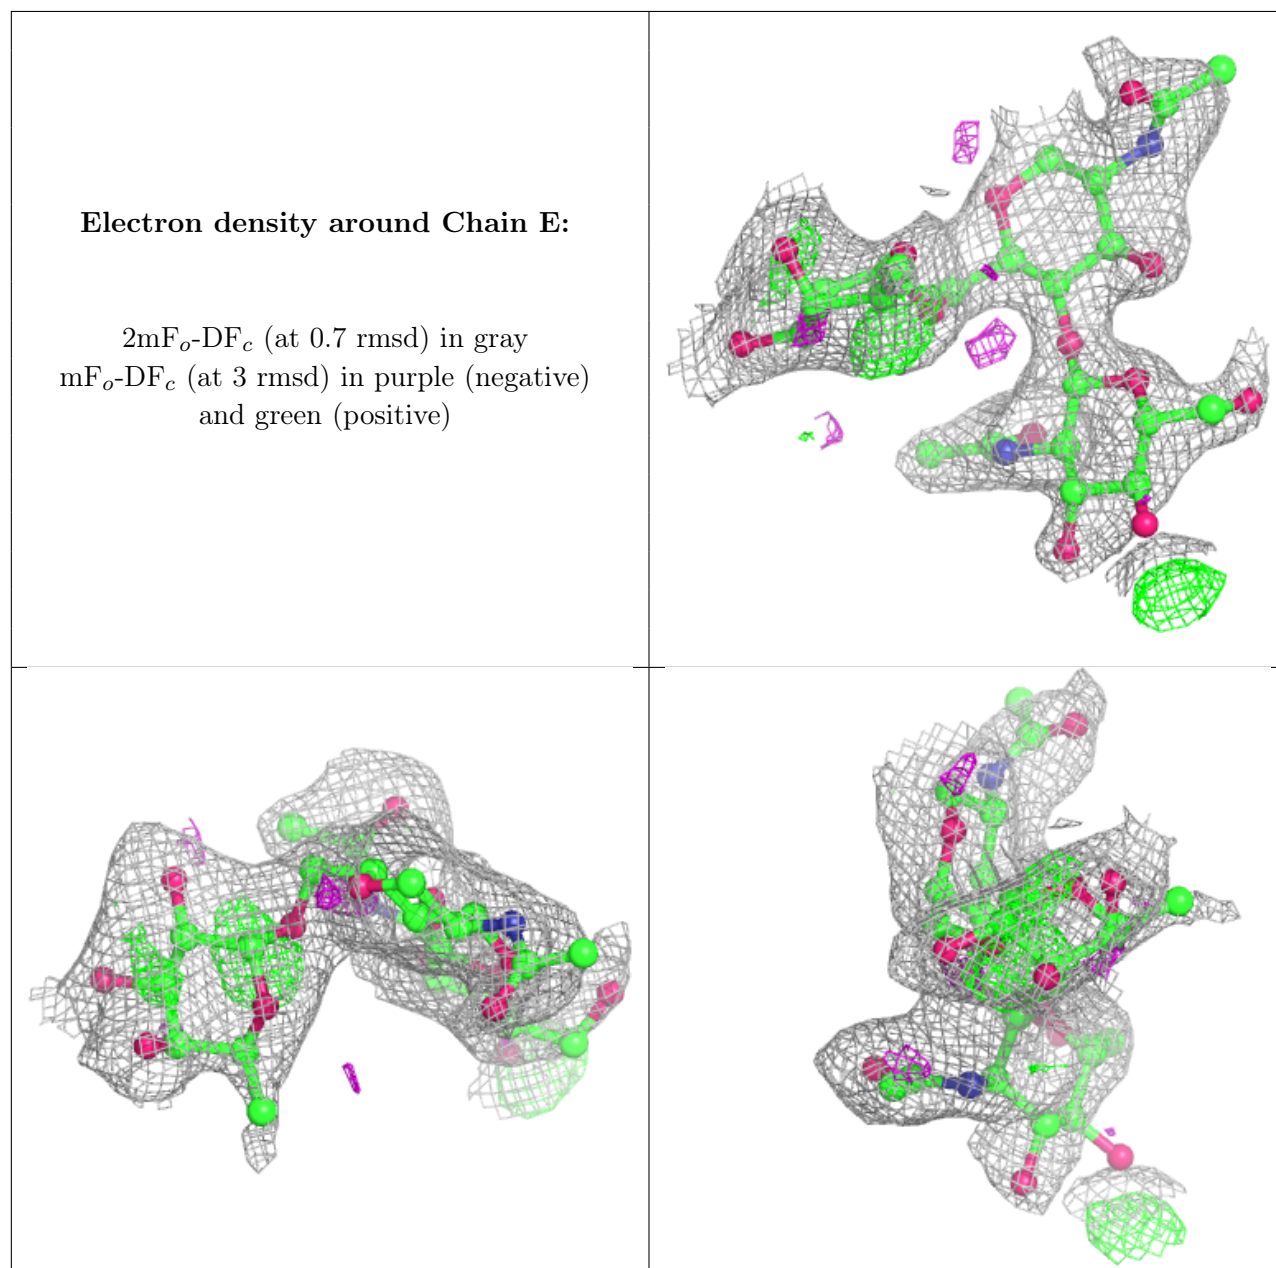 Electron density around Chain E:
2mFo-DFc (at 0.7 rmsd) in gray
mFo-DFc (at 3 rmsd) in purple (negative)
and green (positive)